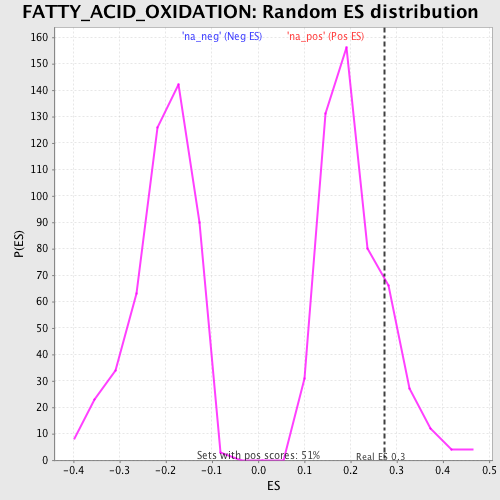 FATTY_ACID_OXIDATION: Random ES distribution
'na_neg' (Neg ES) 'na_pos' (Pos ES)
160
150
140
130
120
110
100
90
80
70
60
50
40
30
20
10
0
P(ES)
Sets with pos scores: 51%
Real ES 0.3
-0.4 -0.3 -0.2 -0.1 0.0 0.1 0.2 0.3 0.4 0.5
ES